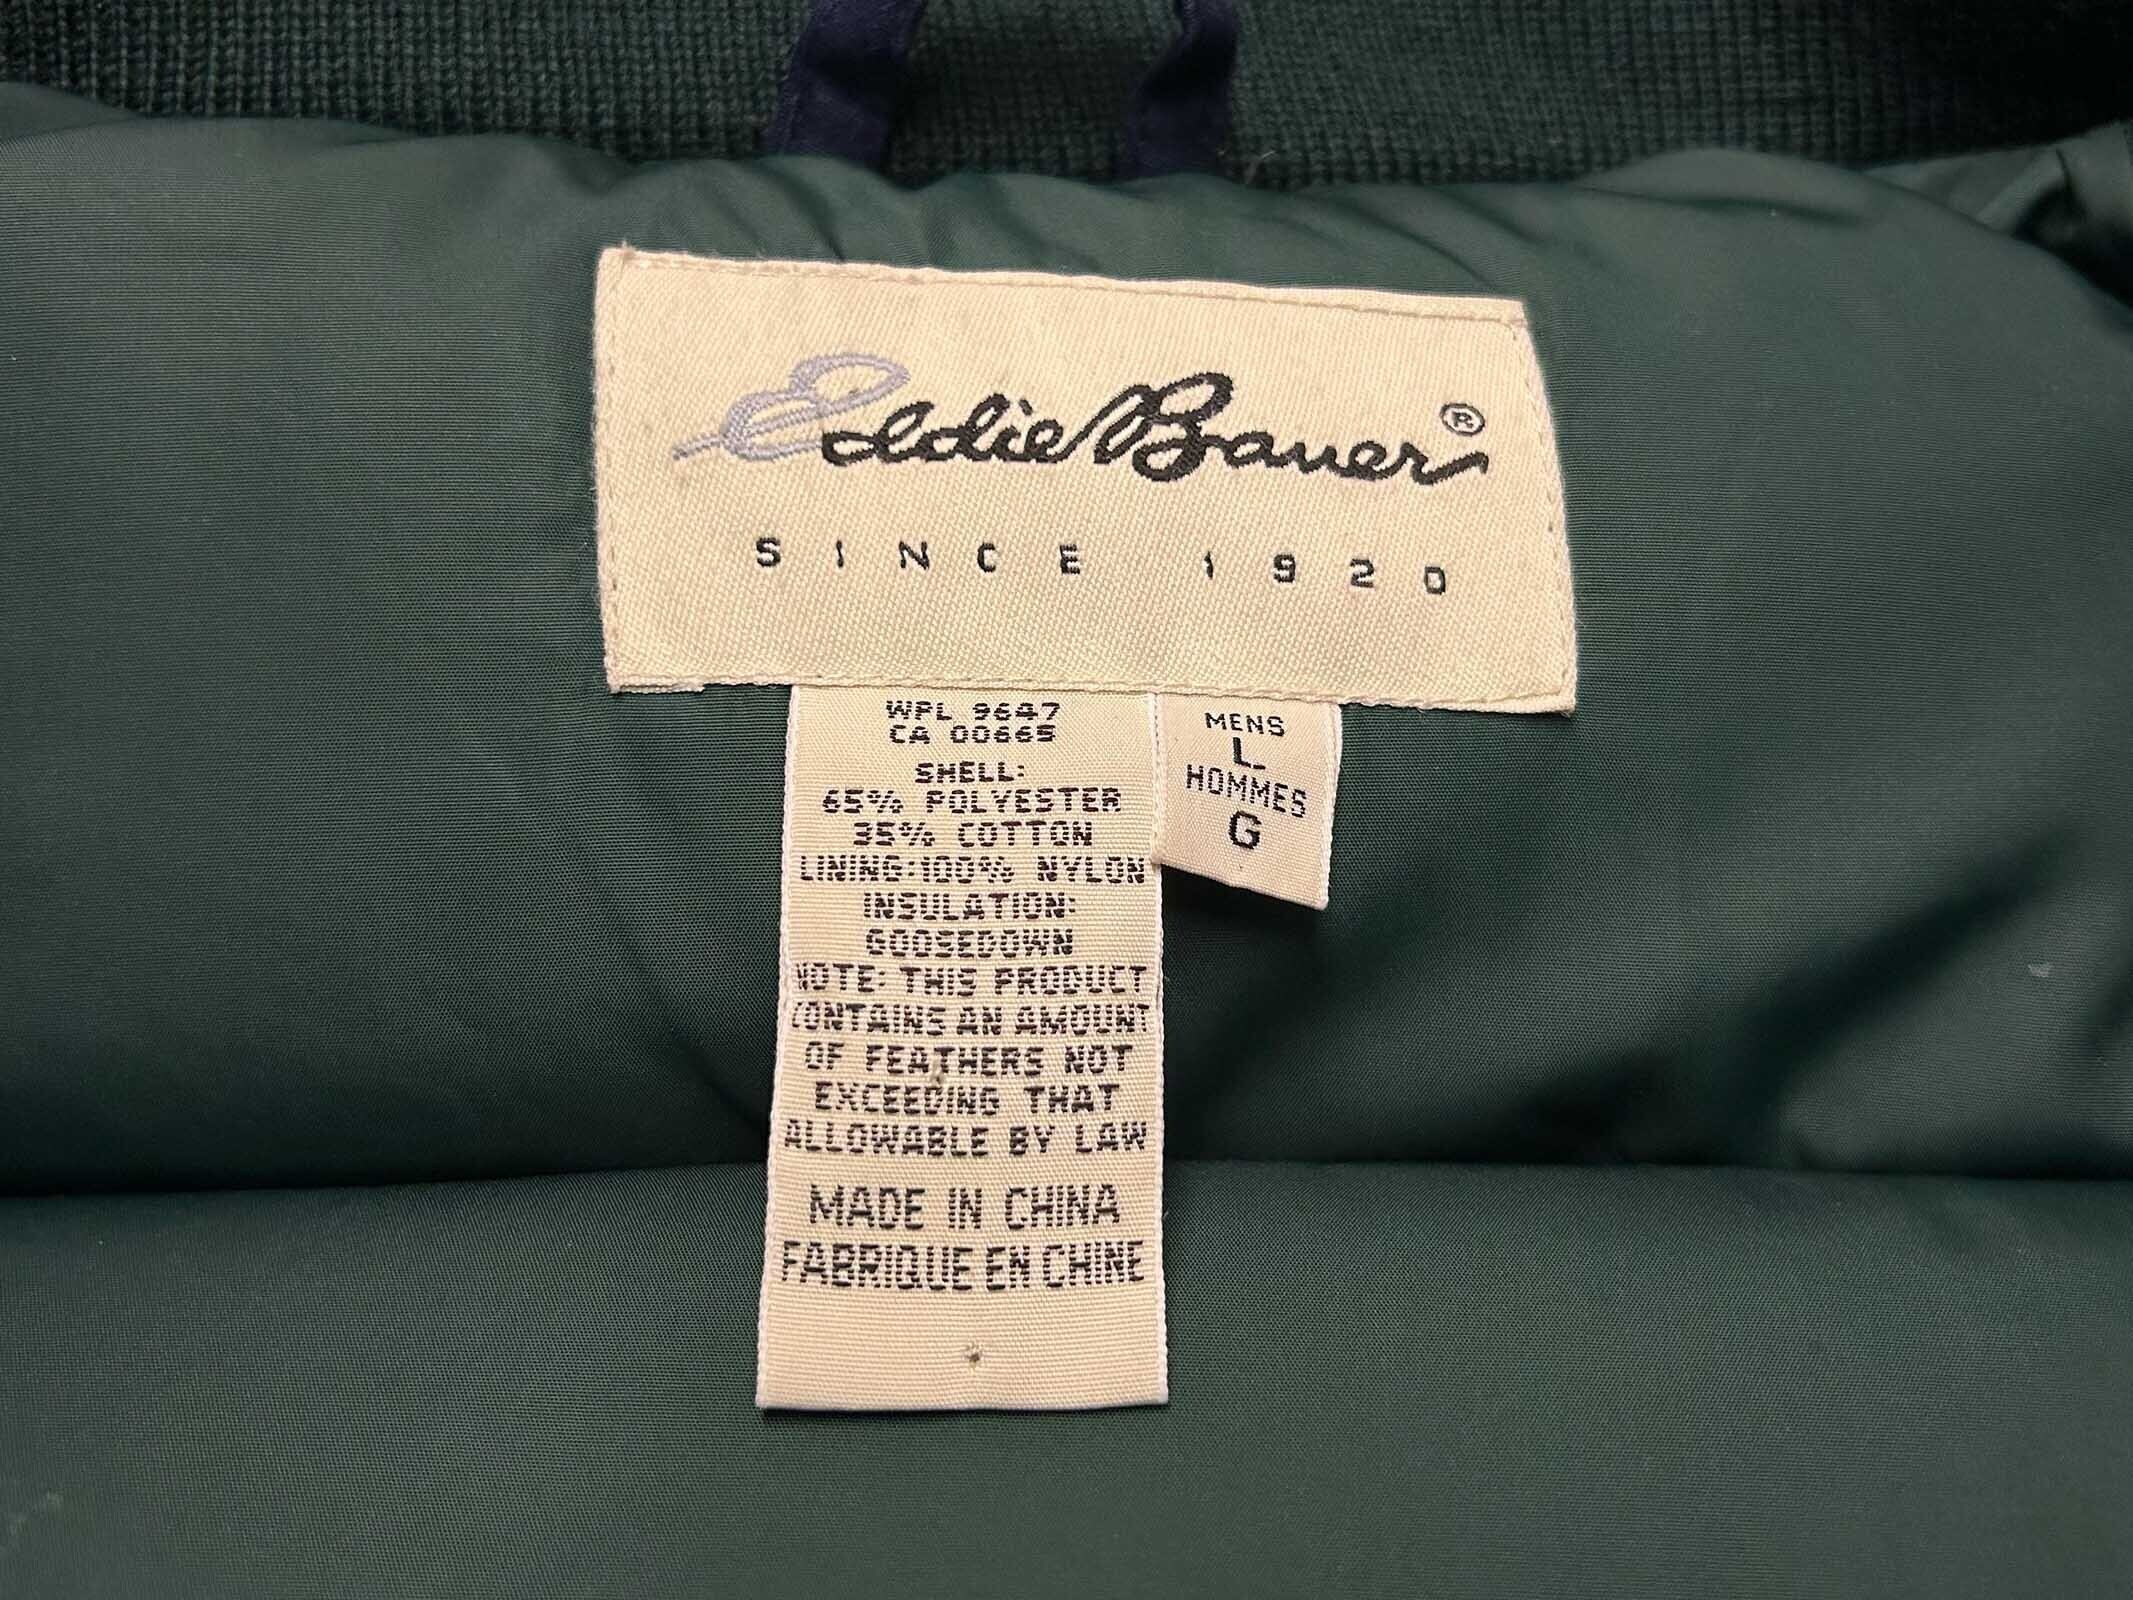 Eddie Bauer ®
SINCE 1920
WPL 9647
CA 00665
SHELL:
65% POLYESTER
35% COTTON
LINING:100% NYLON
INSULATION:
GOOSEDOWN
NOTE: THIS PRODUCT
CONTAINS AN AMOUNT
OF FEATHERS NOT
EXCEEDING THAT
ALLOWABLE BY LAW
MADE IN CHINA
FABRIQUE EN CHINE
MENS
L
HOMMES
G